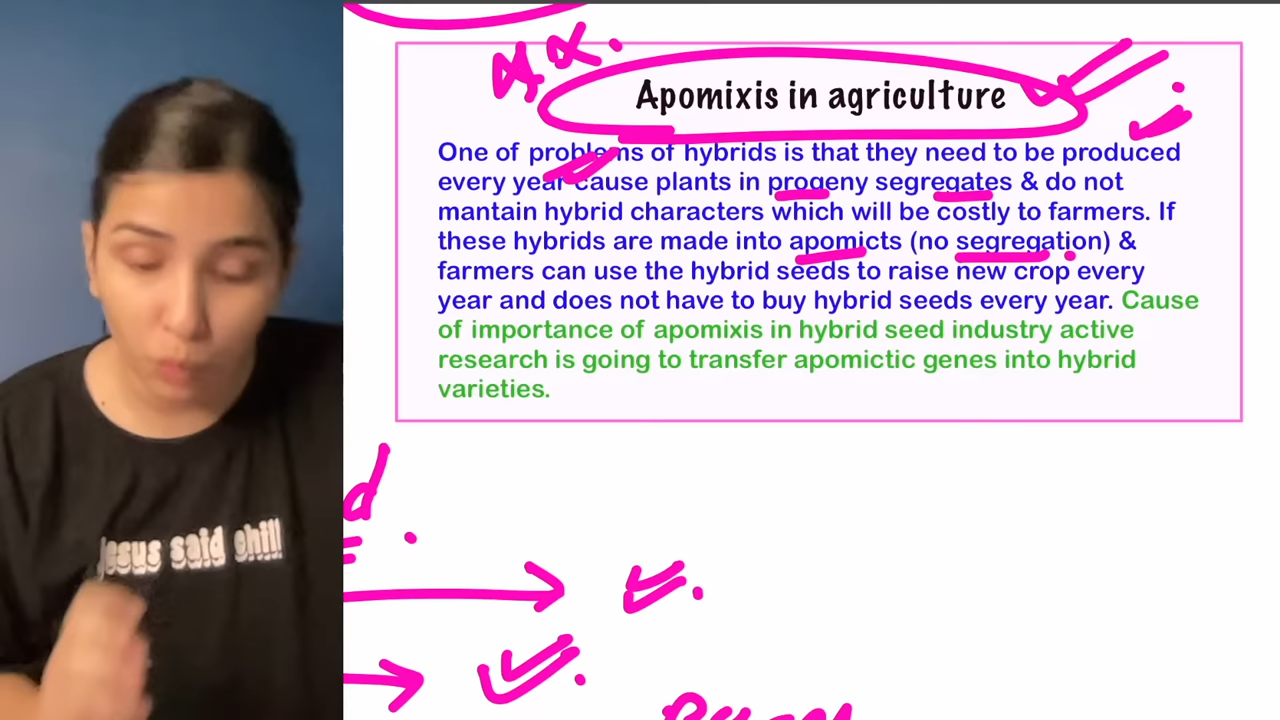 Apomixis in agriculture
One of problems of hybrids is that they need to be produced
every year cause plants in progeny segregates & do not
mantain hybrid characters which will be costly to farmers. If
these hybrids are made into apomicts (no segregation) &
farmers can use the hybrid seeds to raise new crop every
year and does not have to buy hybrid seeds every year. Cause
of importance of apomixis in hybrid seed industry active
research is going to transfer apomictic genes into hybrid
varieties.
d
Jesus said chill